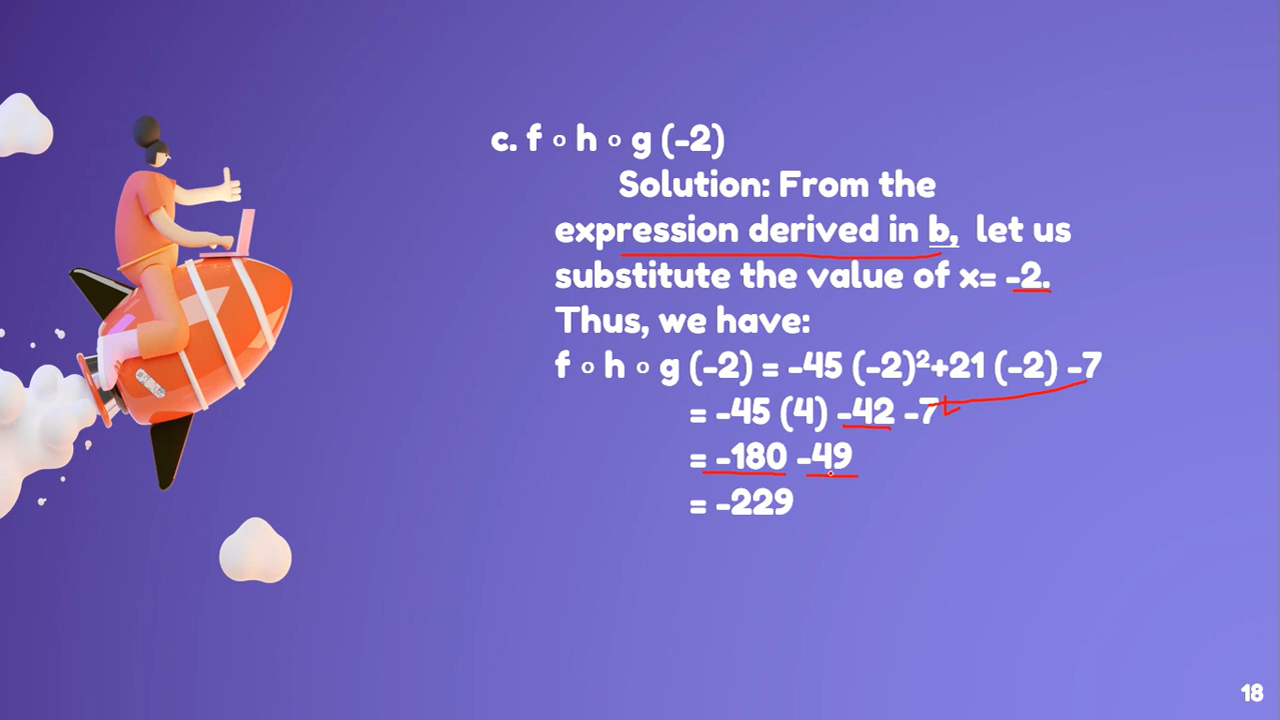 c. f ∘ h ∘ g (-2)
Solution: From the
expression derived in b, let us
substitute the value of x= -2.
Thus, we have:
f ∘ h ∘ g (-2) = -45 (-2)²+21 (-2) -7
= -45 (4) -42 -7
= -180 -49
= -229
18